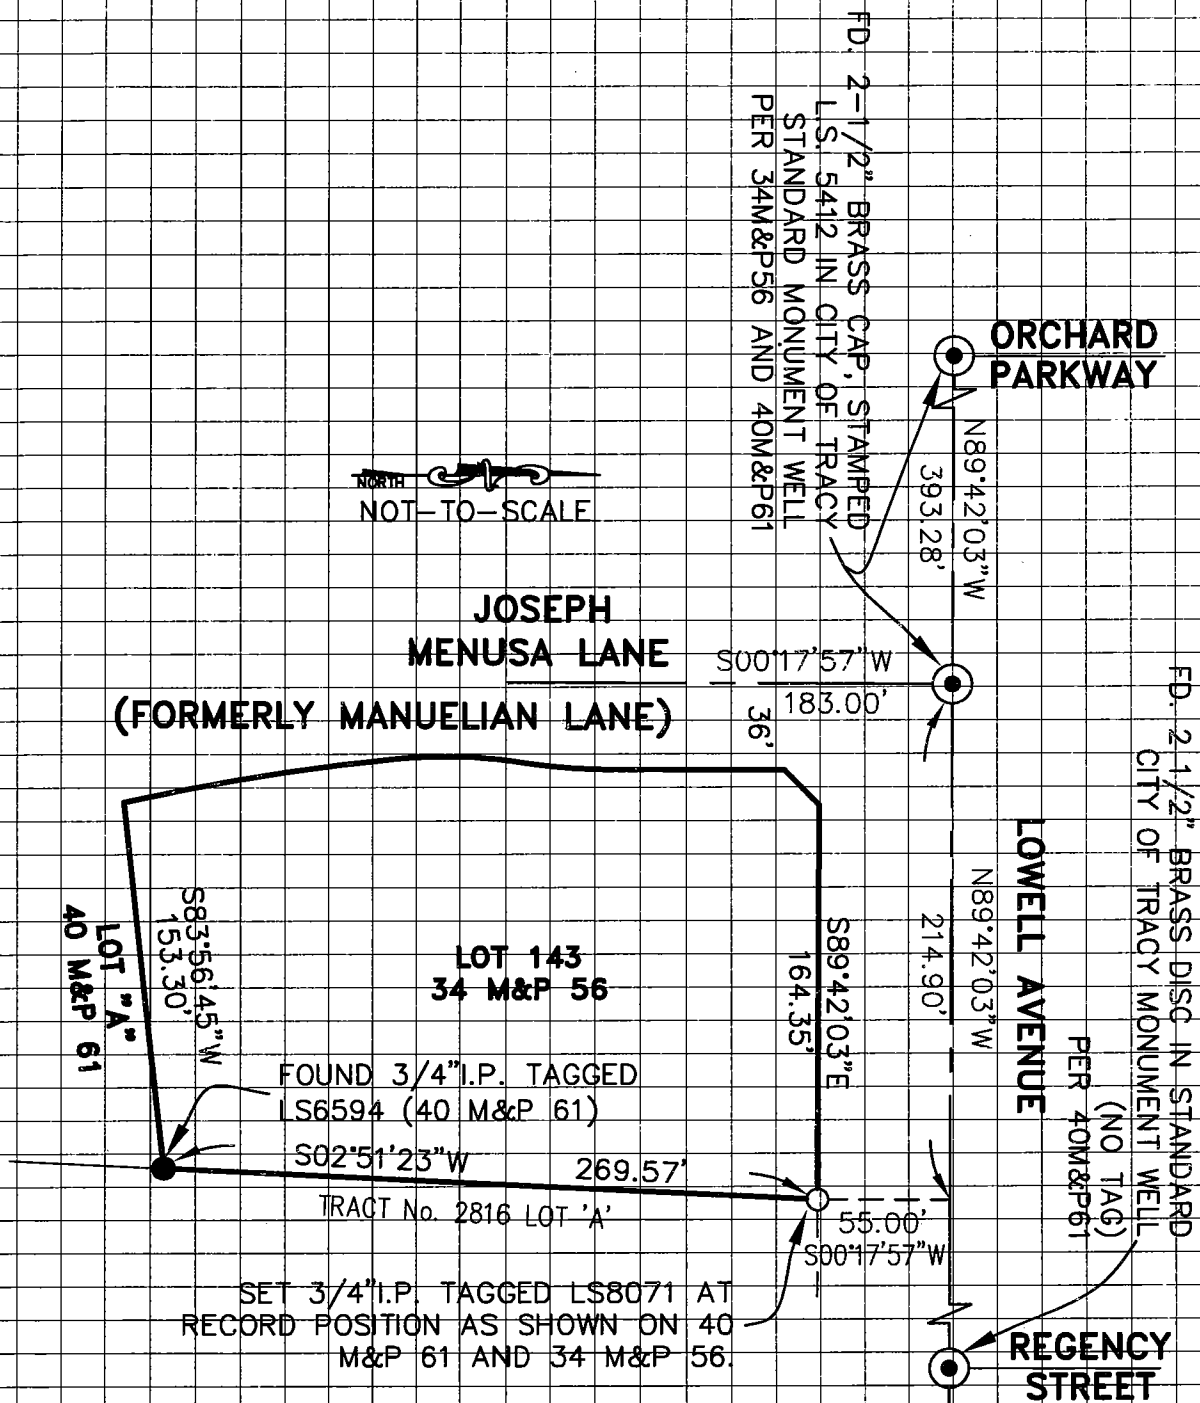 FD. 2-1/2" BRASS CAP, STAMPED
L.S. 5412 IN CITY OF TRACY
STANDARD MONUMENT WELL
PER 34M&P56 AND 40M&P61
ORCHARD
PARKWAY
N89°42'03"W
393.28'
NORTH
NOT-TO-SCALE
JOSEPH
MENUSA LANE
(FORMERLY MANUELIAN LANE)
S00°17'57"W
183.00'
36'
FD. 2 1/2" BRASS DISC IN STANDARD
CITY OF TRACY MONUMENT WELL
(NO TAG)
PER 40M&P61
LOWELL AVENUE
N89°42'03"W
214.90'
S89°42'03"E
164.35'
LOT 143
34 M&P 56
S83°56'45"W
153.30'
LOT "A"
40 M&P 61
FOUND 3/4"I.P. TAGGED
LS6594 (40 M&P 61)
S02°51'23"W
269.57'
TRACT No. 2816 LOT 'A'
55.00'
S00°17'57"W
SET 3/4"I.P. TAGGED LS8071 AT
RECORD POSITION AS SHOWN ON 40
M&P 61 AND 34 M&P 56.
REGENCY
STREET